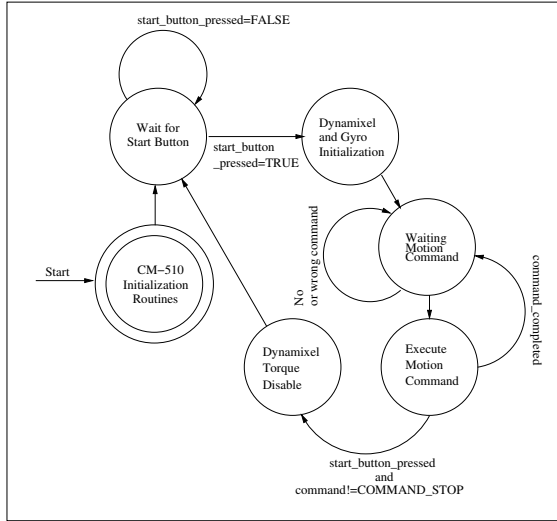 start_button_pressed=FALSE
Wait for
Start Button
start_button
_pressed=TRUE
Dynamixel
and Gyro
Initialization
Waiting
Motion
Command
No
or wrong command
command_completed
Start
CM−510
Initialization
Routines
Dynamixel
Torque
Disable
Execute
Motion
Command
start_button_pressed
and
command!=COMMAND_STOP